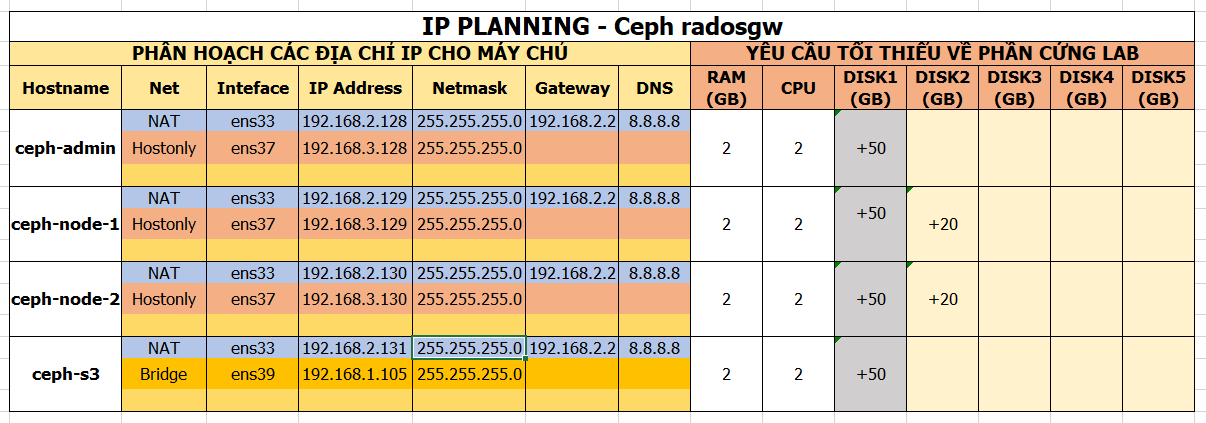 IP PLANNING - Ceph radosgw
PHÂN HOẠCH CÁC ĐỊA CHỈ IP CHO MÁY CHỦ YÊU CẦU TỐI THIỂU VỀ PHẦN CỨNG LAB
Hostname Net Inteface IP Address Netmask Gateway DNS RAM (GB) CPU DISK1 (GB) DISK2 (GB) DISK3 (GB) DISK4 (GB) DISK5 (GB)
NAT ens33 192.168.2.128 255.255.255.0 192.168.2.2 8.8.8.8
ceph-admin Hostonly ens37 192.168.3.128 255.255.255.0 2 2 +50
NAT ens33 192.168.2.129 255.255.255.0 192.168.2.2 8.8.8.8
ceph-node-1 Hostonly ens37 192.168.3.129 255.255.255.0 2 2 +50 +20
NAT ens33 192.168.2.130 255.255.255.0 192.168.2.2 8.8.8.8
ceph-node-2 Hostonly ens37 192.168.3.130 255.255.255.0 2 2 +50 +20
NAT ens33 192.168.2.131 255.255.255.0 192.168.2.2 8.8.8.8
ceph-s3 Bridge ens39 192.168.1.105 255.255.255.0 2 2 +50